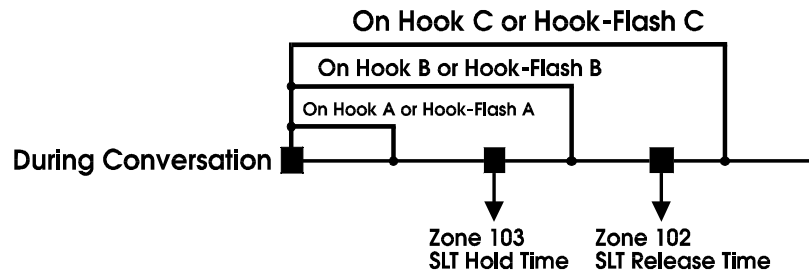 On Hook C or Hook-Flash C
On Hook B or Hook-Flash B
On Hook A or Hook-Flash A
During Conversation
Zone 103
SLT Hold Time
Zone 102
SLT Release Time